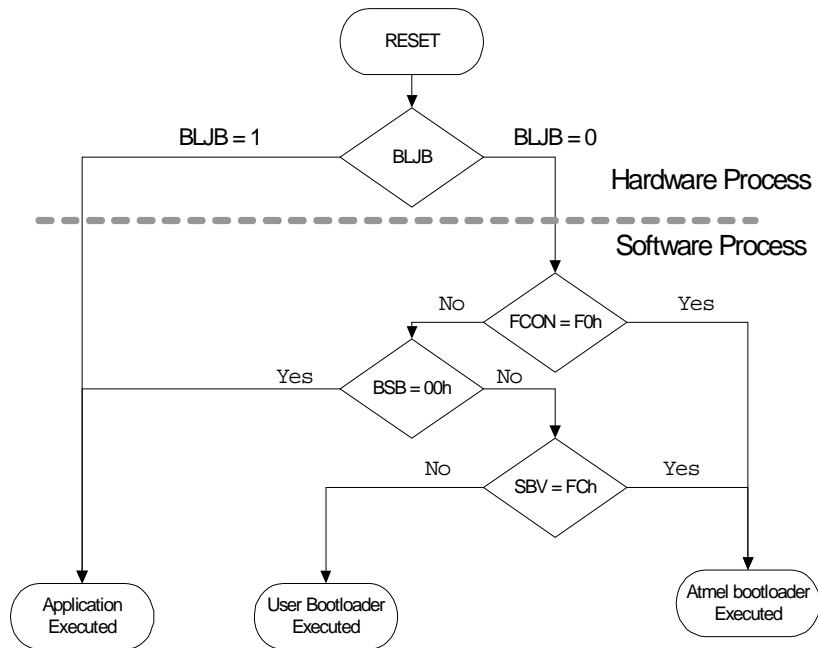 RESET
BLJB = 1
BLJB = 0
BLJB
Hardware Process
Software Process
No
FCON = F0h
Yes
Yes
BSB = 00h
No
No
SBV = FCh
Yes
Application
Executed
User Bootloader
Executed
Atmel bootloader
Executed